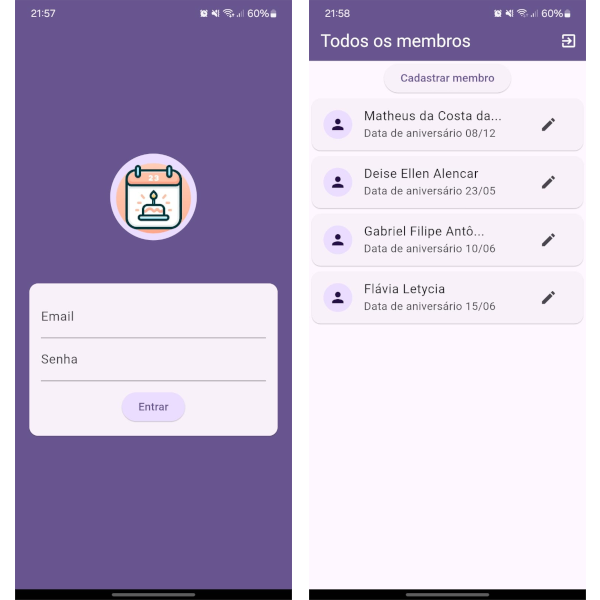 21:57
60%
23
Email
Senha
Entrar
21:58
60%
Todos os membros
Cadastrar membro
Matheus da Costa da...
Data de aniversário 08/12
Deise Ellen Alencar
Data de aniversário 23/05
Gabriel Filipe Antô...
Data de aniversário 10/06
Flávia Letycia
Data de aniversário 15/06